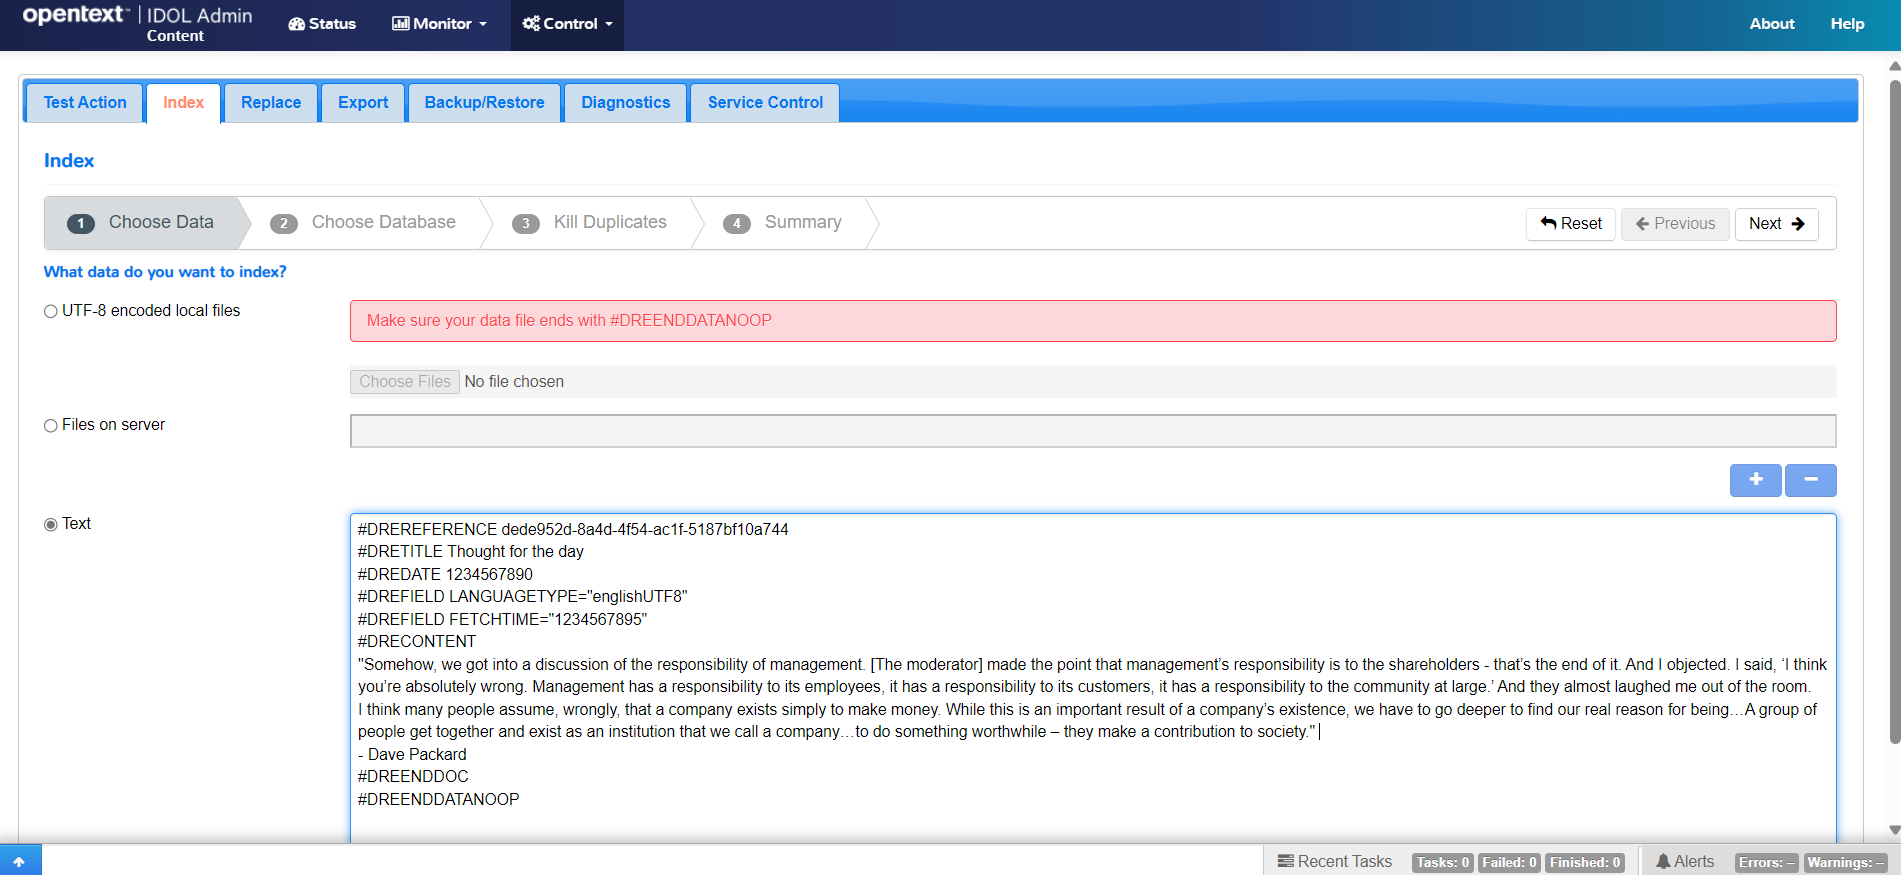 opentext™ | IDOL Admin
Content
Status
Monitor
Control
About
Help
Test Action
Index
Replace
Export
Backup/Restore
Diagnostics
Service Control
Index
1 Choose Data
2 Choose Database
3 Kill Duplicates
4 Summary
Reset
Previous
Next
What data do you want to index?
UTF-8 encoded local files
Make sure your data file ends with #DREENDDATANOOP
Choose Files No file chosen
Files on server
Text
#DREREFERENCE dede952d-8a4d-4f54-ac1f-5187bf10a744
#DRETITLE Thought for the day
#DREDATE 1234567890
#DREFIELD LANGUAGETYPE="englishUTF8"
#DREFIELD FETCHTIME="1234567895"
#DRECONTENT
"Somehow, we got into a discussion of the responsibility of management. [The moderator] made the point that management’s responsibility is to the shareholders - that’s the end of it. And I objected. I said, ‘I think
you’re absolutely wrong. Management has a responsibility to its employees, it has a responsibility to its customers, it has a responsibility to the community at large.’ And they almost laughed me out of the room.
I think many people assume, wrongly, that a company exists simply to make money. While this is an important result of a company’s existence, we have to go deeper to find our real reason for being…A group of
people get together and exist as an institution that we call a company…to do something worthwhile – they make a contribution to society."
- Dave Packard
#DREENDDOC
#DREENDDATANOOP
Recent Tasks
Tasks: 0
Failed: 0
Finished: 0
Alerts
Errors: –
Warnings: –